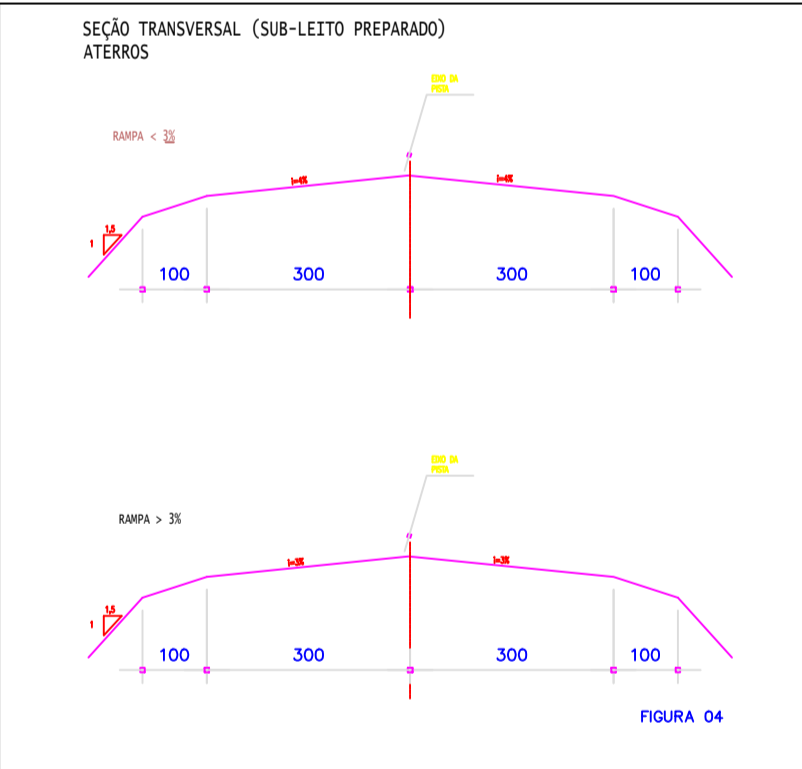 SEÇÃO TRANSVERSAL (SUB-LEITO PREPARADO)
ATERROS
EIXO DA
PISTA
RAMPA < 3%
i=4%
i=4%
1,5
1
100
300
300
100
EIXO DA
PISTA
RAMPA > 3%
i=3%
i=3%
1,5
1
100
300
300
100
FIGURA 04